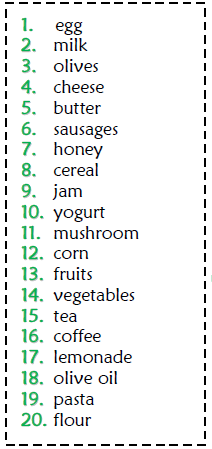 1. egg
2. milk
3. olives
4. cheese
5. butter
6. sausages
7. honey
8. cereal
9. jam
10. yogurt
11. mushroom
12. corn
13. fruits
14. vegetables
15. tea
16. coffee
17. lemonade
18. olive oil
19. pasta
20. flour